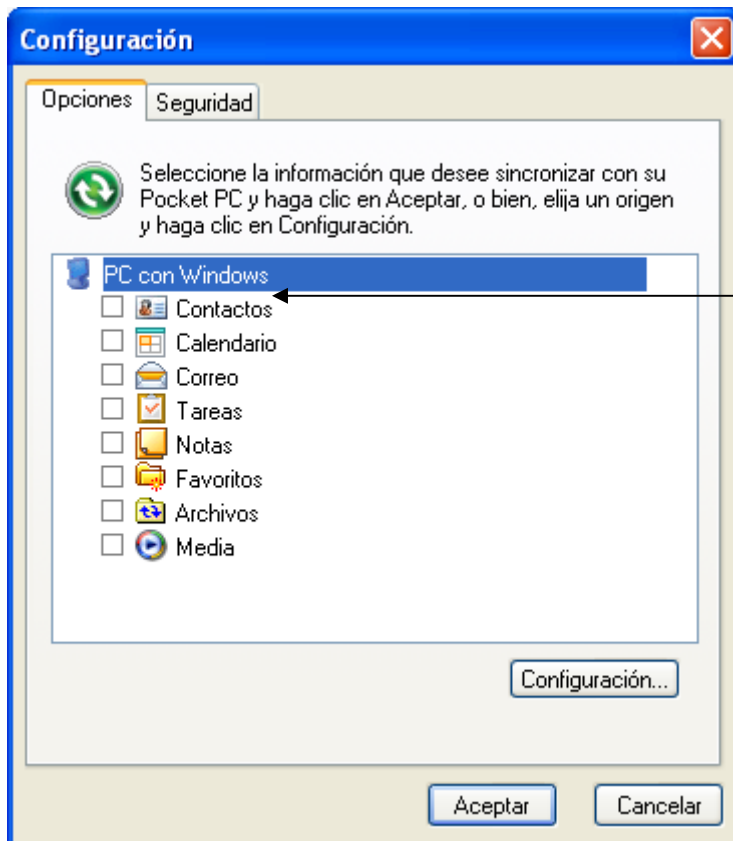 Configuración
Opciones Seguridad
Seleccione la información que desee sincronizar con su
Pocket PC y haga clic en Aceptar, o bien, elija un origen
y haga clic en Configuración.
PC con Windows
Contactos
Calendario
Correo
Tareas
Notas
Favoritos
Archivos
Media
Configuración...
Aceptar Cancelar